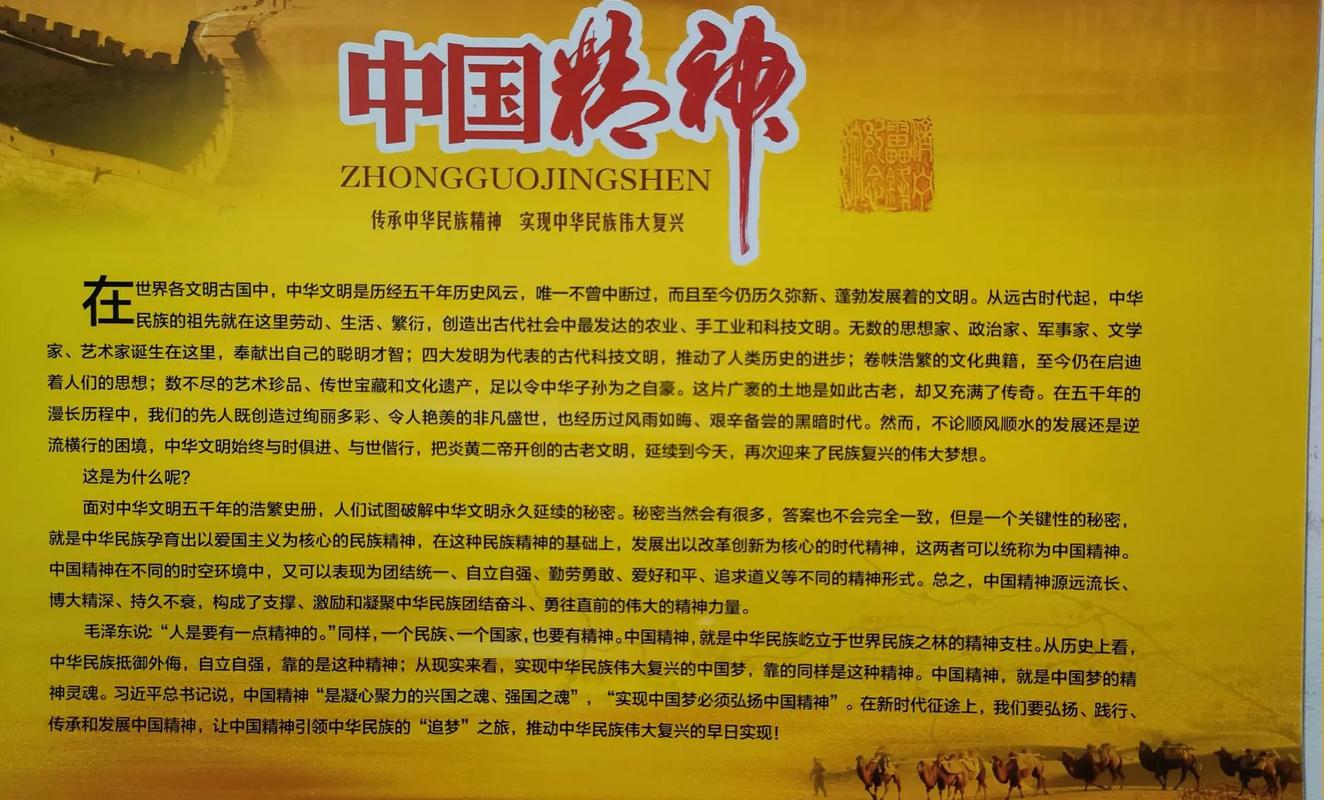 中国精神
ZHONGGUOJINGSHEN
传承中华民族精神 实现中华民族伟大复兴
在世界各文明古国中，中华文明是历经五千年历史风云，唯一不曾中断过，而且至今仍历久弥新、蓬勃发展着的文明。从远古时代起，中华
民族的祖先就在这里劳动、生活、繁衍，创造出古代社会中最发达的农业、手工业和科技文明。无数的思想家、政治家、军事家、文学
家、艺术家诞生在这里，奉献出自己的聪明才智；四大发明为代表的古代科技文明，推动了人类历史的进步；卷帙浩繁的文化典籍，至今仍在启迪
着人们的思想；数不尽的艺术珍品、传世宝藏和文化遗产，足以令中华子孙为之自豪。这片广袤的土地是如此古老，却又充满了传奇。在五千年的
漫长历程中，我们的先人既创造过绚丽多彩、令人艳羡的非凡盛世，也经历过风雨如晦、艰辛备尝的黑暗时代。然而，不论顺风顺水的发展还是逆
流横行的困境，中华文明始终与时俱进、与世偕行，把炎黄二帝开创的古老文明，延续到今天，再次迎来了民族复兴的伟大梦想。
这是为什么呢？
面对中华文明五千年的浩繁史册，人们试图破解中华文明永久延续的秘密。秘密当然会有很多，答案也不会完全一致，但是一个关键性的秘密，
就是中华民族孕育出以爱国主义为核心的民族精神，在这种民族精神的基础上，发展出以改革创新为核心的时代精神，这两者可以统称为中国精神。
中国精神在不同的时空环境中，又可以表现为团结统一、自立自强、勤劳勇敢、爱好和平、追求道义等不同的精神形式。总之，中国精神源远流长、
博大精深、持久不衰，构成了支撑、激励和凝聚中华民族团结奋斗、勇往直前的伟大的精神力量。
毛泽东说：“人是要有一点精神的。”同样，一个民族、一个国家，也要有精神。中国精神，就是中华民族屹立于世界民族之林的精神支柱。从历史上看，
中华民族抵御外侮，自立自强，靠的是这种精神；从现实来看，实现中华民族伟大复兴的中国梦，靠的同样是这种精神。中国精神，就是中国梦的精
神灵魂。习近平总书记说，中国精神“是凝心聚力的兴国之魂、强国之魂”，“实现中国梦必须弘扬中国精神”。在新时代征途上，我们要弘扬、践行、
传承和发展中国精神，让中国精神引领中华民族的“追梦”之旅，推动中华民族伟大复兴的早日实现！